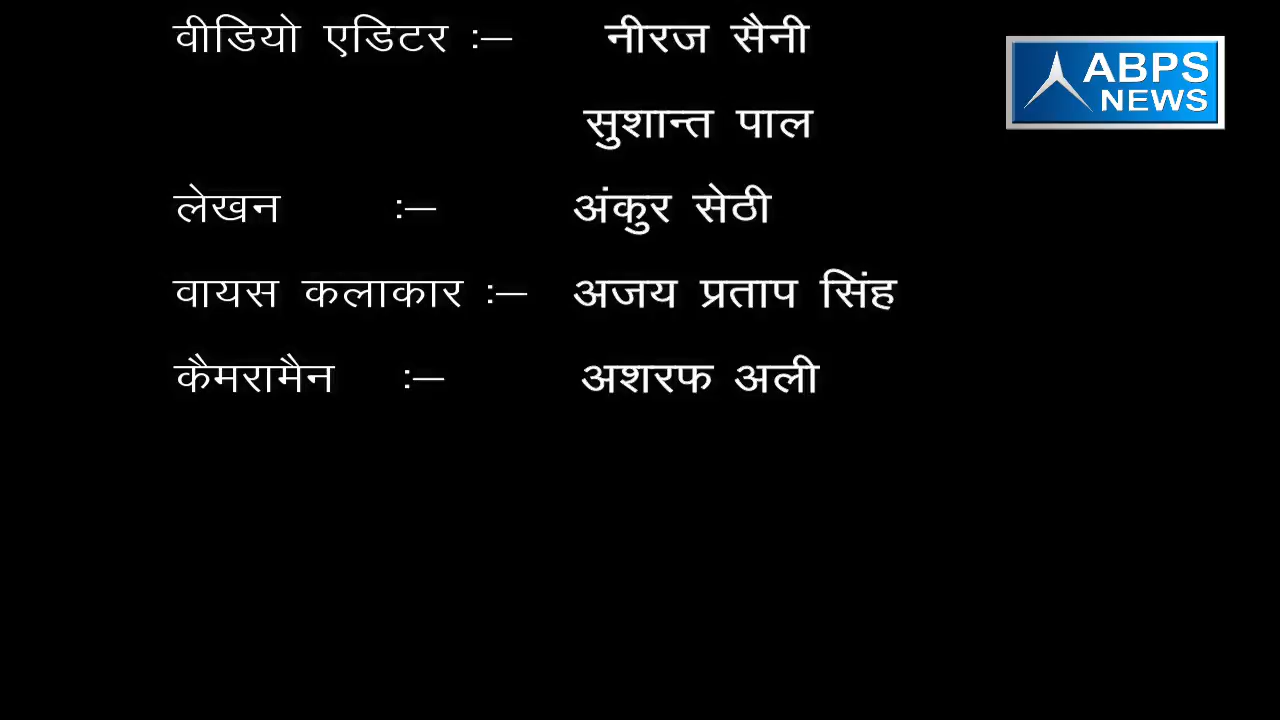 वीडियो एडिटर :— नीरज सैनी
ABPS
NEWS
सुशान्त पाल
लेखन :— अंकुर सेठी
वायस कलाकार :— अजय प्रताप सिंह
कैमरामैन :— अशरफ अली